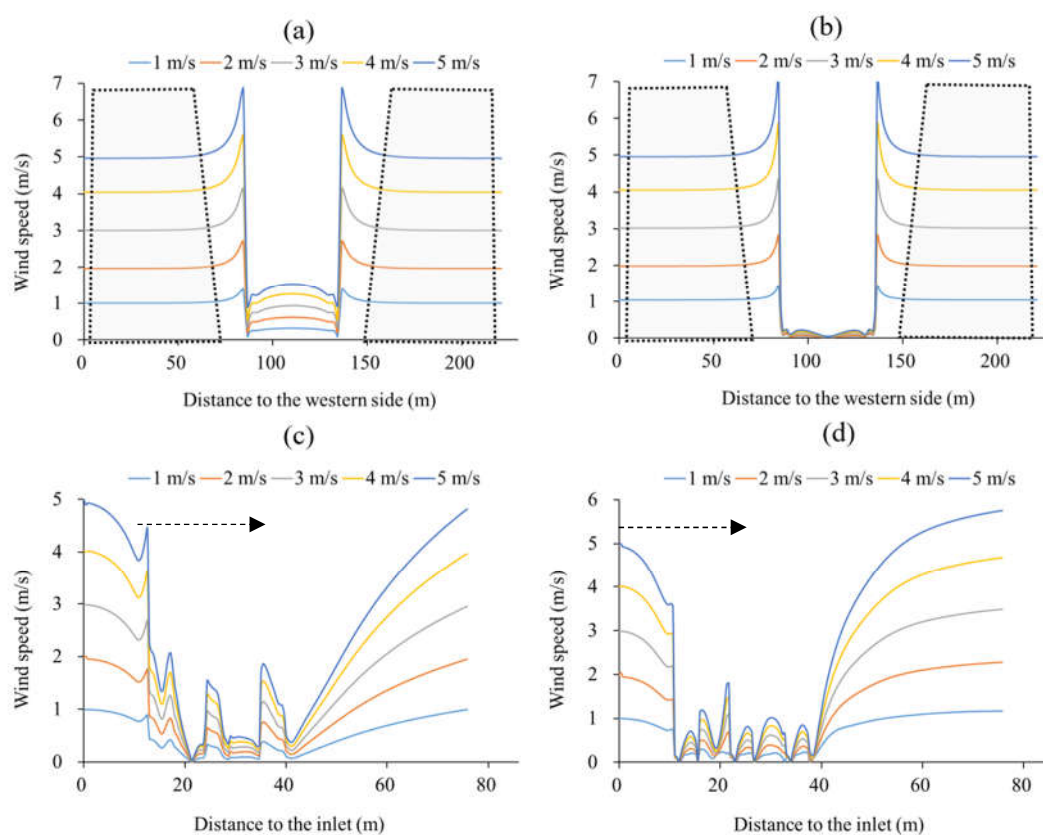 (a)
1 m/s 2 m/s 3 m/s 4 m/s 5 m/s
7
6
5
4
3
2
1
0
Wind speed (m/s)
0 50 100 150 200
Distance to the western side (m)
(b)
1 m/s 2 m/s 3 m/s 4 m/s 5 m/s
7
6
5
4
3
2
1
0
Wind speed (m/s)
0 50 100 150 200
Distance to the western side (m)
(c)
1 m/s 2 m/s 3 m/s 4 m/s 5 m/s
5
4
3
2
1
0
Wind speed (m/s)
0 20 40 60 80
Distance to the inlet (m)
(d)
1 m/s 2 m/s 3 m/s 4 m/s 5 m/s
6
5
4
3
2
1
0
Wind speed (m/s)
0 20 40 60 80
Distance to the inlet (m)